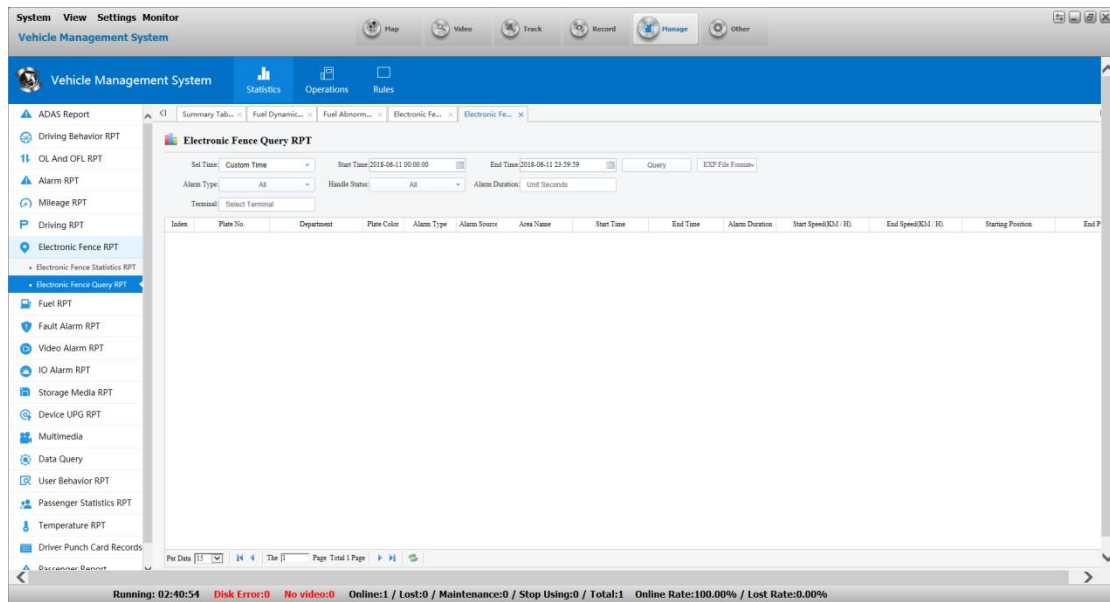 System View Settings Monitor
Vehicle Management System
Map Video Track Record Manage Other
Vehicle Management System
Statistics Operations Rules
Summary Tab... Fuel Dynamic... Fuel Abnorm... Electronic Fe... Electronic Fe...
ADAS Report
Driving Behavior RPT
OL And OFL RPT
Alarm RPT
Mileage RPT
Driving RPT
Electronic Fence RPT
Electronic Fence Statistics RPT
Electronic Fence Query RPT
Fuel RPT
Fault Alarm RPT
Video Alarm RPT
IO Alarm RPT
Storage Media RPT
Device UPG RPT
Multimedia
Data Query
User Behavior RPT
Passenger Statistics RPT
Temperature RPT
Driver Punch Card Records
Passenger Report
Electronic Fence Query RPT
Sel Time: Custom Time Start Time: 2018-06-11 00:00:00 End Time: 2018-06-11 23:59:59 Query EXP File Format
Alarm Type: All Handle Status: All Alarm Duration: Unit Seconds
Terminal: Select Terminal
Index Plate No. Department Plate Color Alarm Type Alarm Source Area Name Start Time End Time Alarm Duration Start Speed(KM / H). End Speed(KM / H). Starting Position End P
Per Data 15 The 1 Page Total 1 Page
Running: 02:40:54 Disk Error:0 No video:0 Online:1 / Lost:0 / Maintenance:0 / Stop Using:0 / Total:1 Online Rate:100.00% / Lost Rate:0.00%